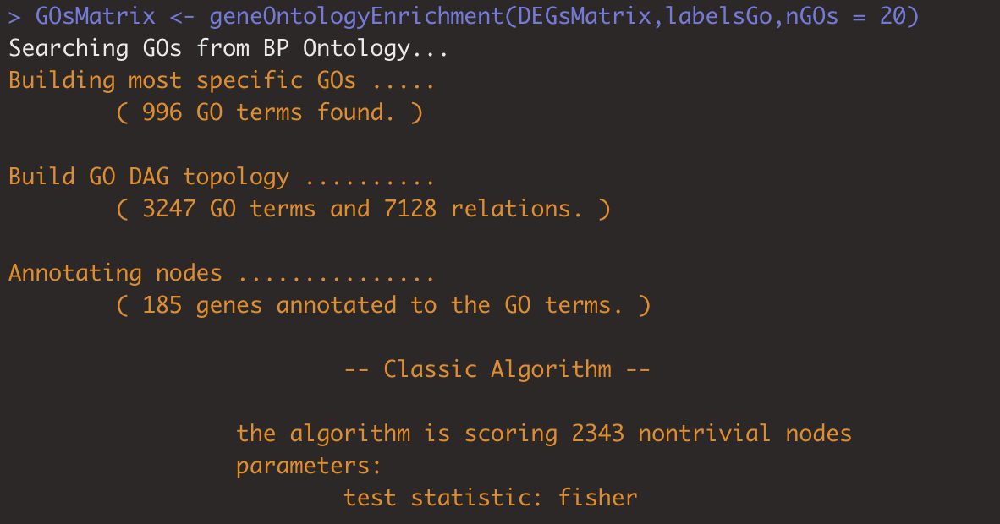 > GOsMatrix <- geneOntologyEnrichment(DEGsMatrix,labelsGo,nGOs = 20)
Searching GOs from BP Ontology...
Building most specific GOs .....
( 996 GO terms found. )
Build GO DAG topology ..........
( 3247 GO terms and 7128 relations. )
Annotating nodes ...............
( 185 genes annotated to the GO terms. )
-- Classic Algorithm --
the algorithm is scoring 2343 nontrivial nodes
parameters:
test statistic: fisher